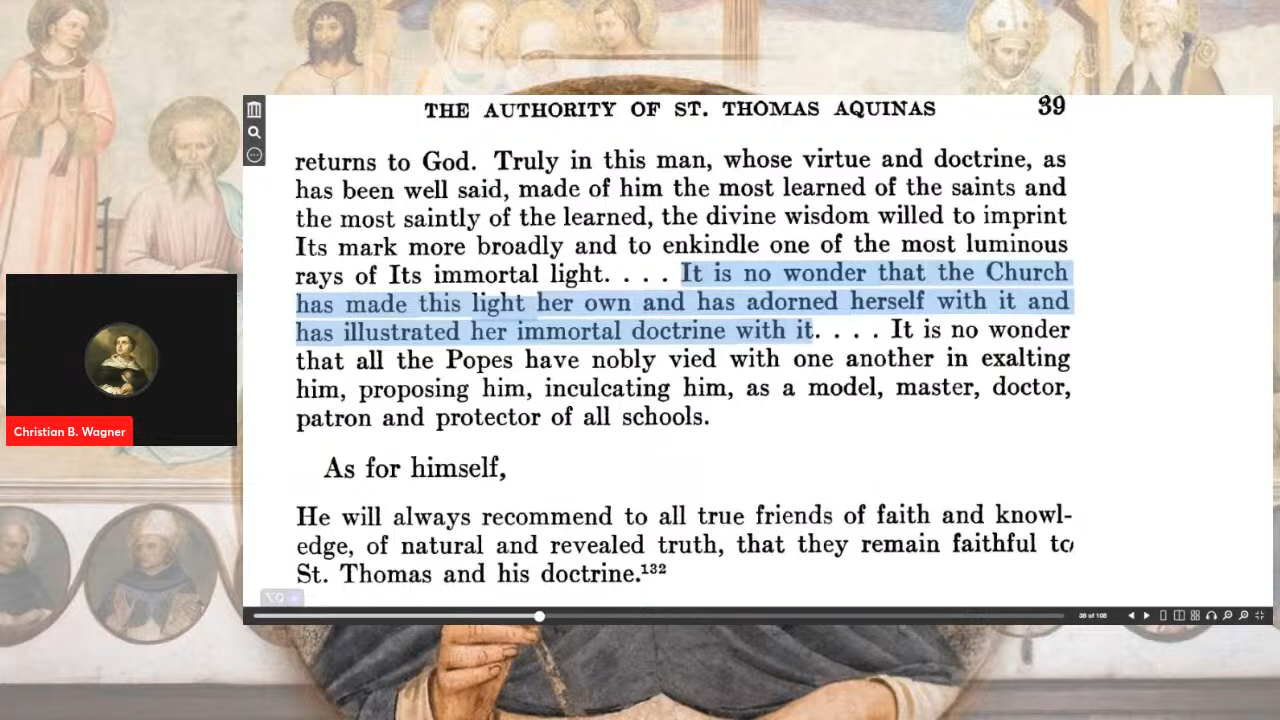 THE AUTHORITY OF ST. THOMAS AQUINAS 39
returns to God. Truly in this man, whose virtue and doctrine, as
has been well said, made of him the most learned of the saints and
the most saintly of the learned, the divine wisdom willed to imprint
Its mark more broadly and to enkindle one of the most luminous
rays of Its immortal light. . . . It is no wonder that the Church
has made this light her own and has adorned herself with it and
has illustrated her immortal doctrine with it. . . . It is no wonder
that all the Popes have nobly vied with one another in exalting
him, proposing him, inculcating him, as a model, master, doctor,
patron and protector of all schools.
As for himself,
He will always recommend to all true friends of faith and knowl-
edge, of natural and revealed truth, that they remain faithful to
St. Thomas and his doctrine.¹³²
Christian B. Wagner
38 of 108